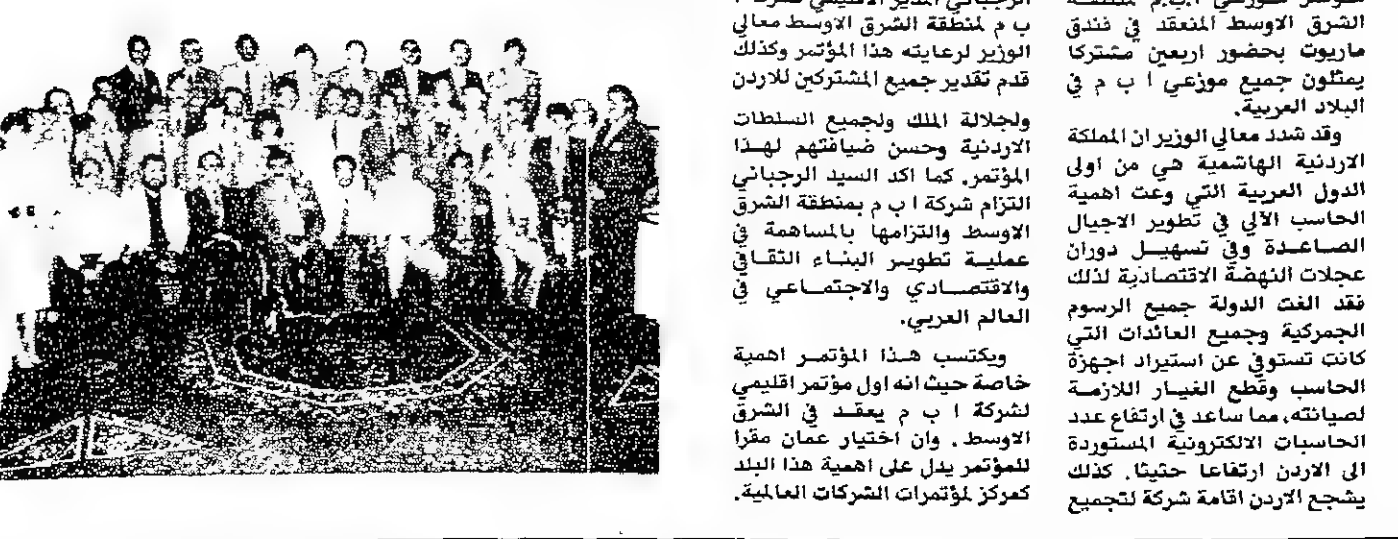 الشرق الاوسط المنعقد في فندق
ماريوت بحضور اربعين مشتركا
يمثلون جميع موزعي ا ب م في
البلاد العربية.
وقد شدد معالي الوزير ان المملكة
الاردنية الهاشمية هي من اولى
الدول العربية التي وعت اهمية
الحاسب الآلي في تطوير الاجيال
الصاعدة وفي تسهيل دوران
عجلات النهضة الاقتصادية لذلك
فقد الغت الدولة جميع الرسوم
الجمركية وجميع العائدات التي
كانت تستوفي عن استيراد اجهزة
الحاسب وقطع الغيار اللازمة
لصيانته، مما ساعد في ارتفاع عدد
الحاسبات الالكترونية المستوردة
الى الاردن ارتفاعا حثيثا. كذلك
يشجع الاردن اقامة شركة لتجميع
الرجباني المدير الاقليمي
ب م لمنطقة الشرق الاوسط معالي
الوزير لرعايته هذا المؤتمر وكذلك
قدم تقدير جميع المشتركين للاردن
ولجلالة الملك ولجميع السلطات
الاردنية وحسن ضيافتهم لهذا
المؤتمر. كما اكد السيد الرجباني
التزام شركة ا ب م بمنطقة الشرق
الاوسط والتزامها بالمساهمة في
عملية تطوير البناء الثقافي
والاقتصادي والاجتماعي في
العالم العربي.
ويكتسب هذا المؤتمر اهمية
خاصة حيث انه اول مؤتمر اقليمي
لشركة ا ب م يعقد في الشرق
الاوسط. وان اختيار عمان مقرا
للمؤتمر يدل على اهمية هذا البلد
كمركز لمؤتمرات الشركات العالمية.